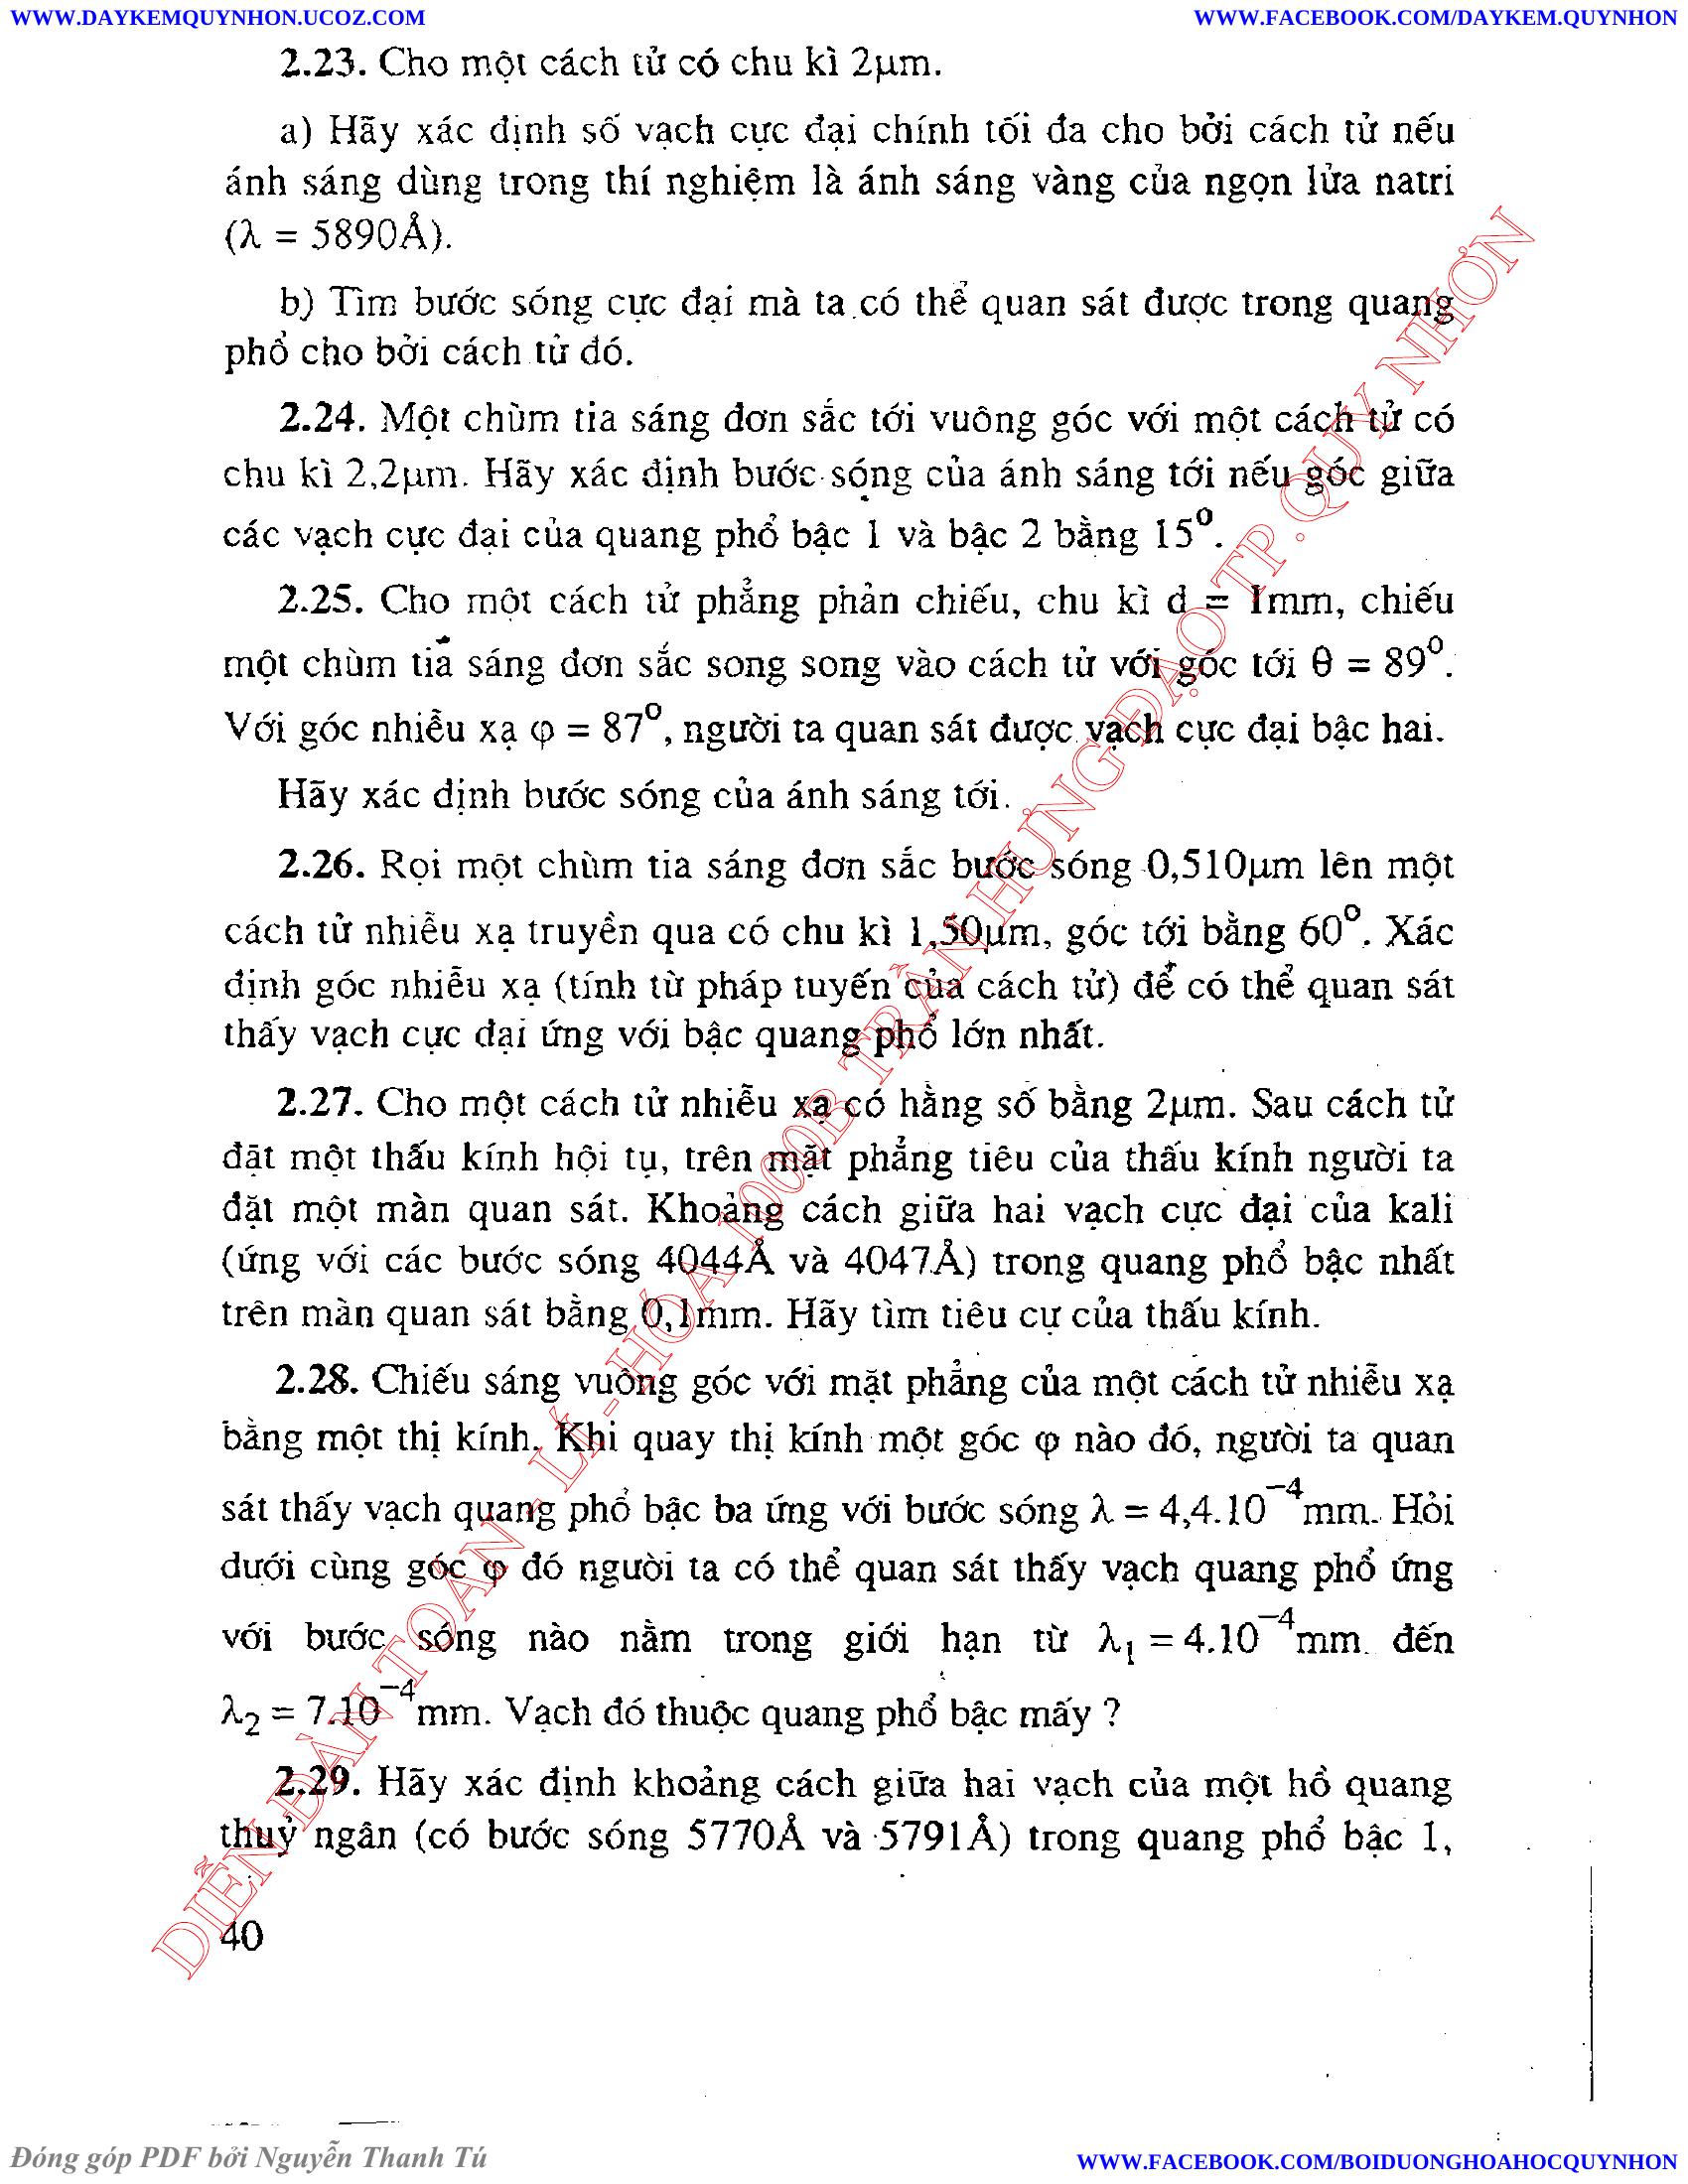 WWW.DAYKEMQUYNHON.UCOZ.COM
WWW.FACEBOOK.COM/DAYKEM.QUYNHON
2.23. Cho một cách tử có chu kì 2μm.
a) Hãy xác định số vạch cực đại chính tối đa cho bởi cách tử nếu
ánh sáng dùng trong thí nghiệm là ánh sáng vàng của ngọn lửa natri
(λ = 5890Å).
b) Tìm bước sóng cực đại mà ta có thể quan sát được trong quang
phổ cho bởi cách tử đó.
2.24. Một chùm tia sáng đơn sắc tới vuông góc với một cách tử có
chu kì 2,2μm. Hãy xác định bước sóng của ánh sáng tới nếu góc giữa
các vạch cực đại của quang phổ bậc 1 và bậc 2 bằng 15⁰.
2.25. Cho một cách tử phẳng phản chiếu, chu kì d = 1mm, chiếu
một chùm tia sáng đơn sắc song song vào cách tử với góc tới θ = 89⁰.
Với góc nhiễu xạ φ = 87⁰, người ta quan sát được vạch cực đại bậc hai.
Hãy xác định bước sóng của ánh sáng tới.
2.26. Rọi một chùm tia sáng đơn sắc bước sóng 0,510μm lên một
cách tử nhiễu xạ truyền qua có chu kì 1,50μm, góc tới bằng 60⁰. Xác
định góc nhiễu xạ (tính từ pháp tuyến của cách tử) để có thể quan sát
thấy vạch cực đại ứng với bậc quang phổ lớn nhất.
2.27. Cho một cách tử nhiễu xạ có hằng số bằng 2μm. Sau cách tử
đặt một thấu kính hội tụ, trên mặt phẳng tiêu của thấu kính người ta
đặt một màn quan sát. Khoảng cách giữa hai vạch cực đại của kali
(ứng với các bước sóng 4044Å và 4047Å) trong quang phổ bậc nhất
trên màn quan sát bằng 0,1mm. Hãy tìm tiêu cự của thấu kính.
2.28. Chiếu sáng vuông góc với mặt phẳng của một cách tử nhiễu xạ
bằng một thị kính. Khi quay thị kính một góc φ nào đó, người ta quan
sát thấy vạch quang phổ bậc ba ứng với bước sóng λ = 4,4.10⁻⁴mm. Hỏi
dưới cùng góc φ đó người ta có thể quan sát thấy vạch quang phổ ứng
với bước sóng nào nằm trong giới hạn từ λ₁ = 4.10⁻⁴mm đến
λ₂ = 7.10⁻⁴mm. Vạch đó thuộc quang phổ bậc mấy ?
2.29. Hãy xác định khoảng cách giữa hai vạch của một hồ quang
thuỷ ngân (có bước sóng 5770Å và 5791Å) trong quang phổ bậc 1,
40
DIỄN ĐÀN TOÁN - LÍ - HÓA 1000B TRẦN HƯNG ĐẠO TP. QUY NHƠN
Đóng góp PDF bởi Nguyễn Thanh Tú
WWW.FACEBOOK.COM/BOIDUONGHOAHOCQUYNHON